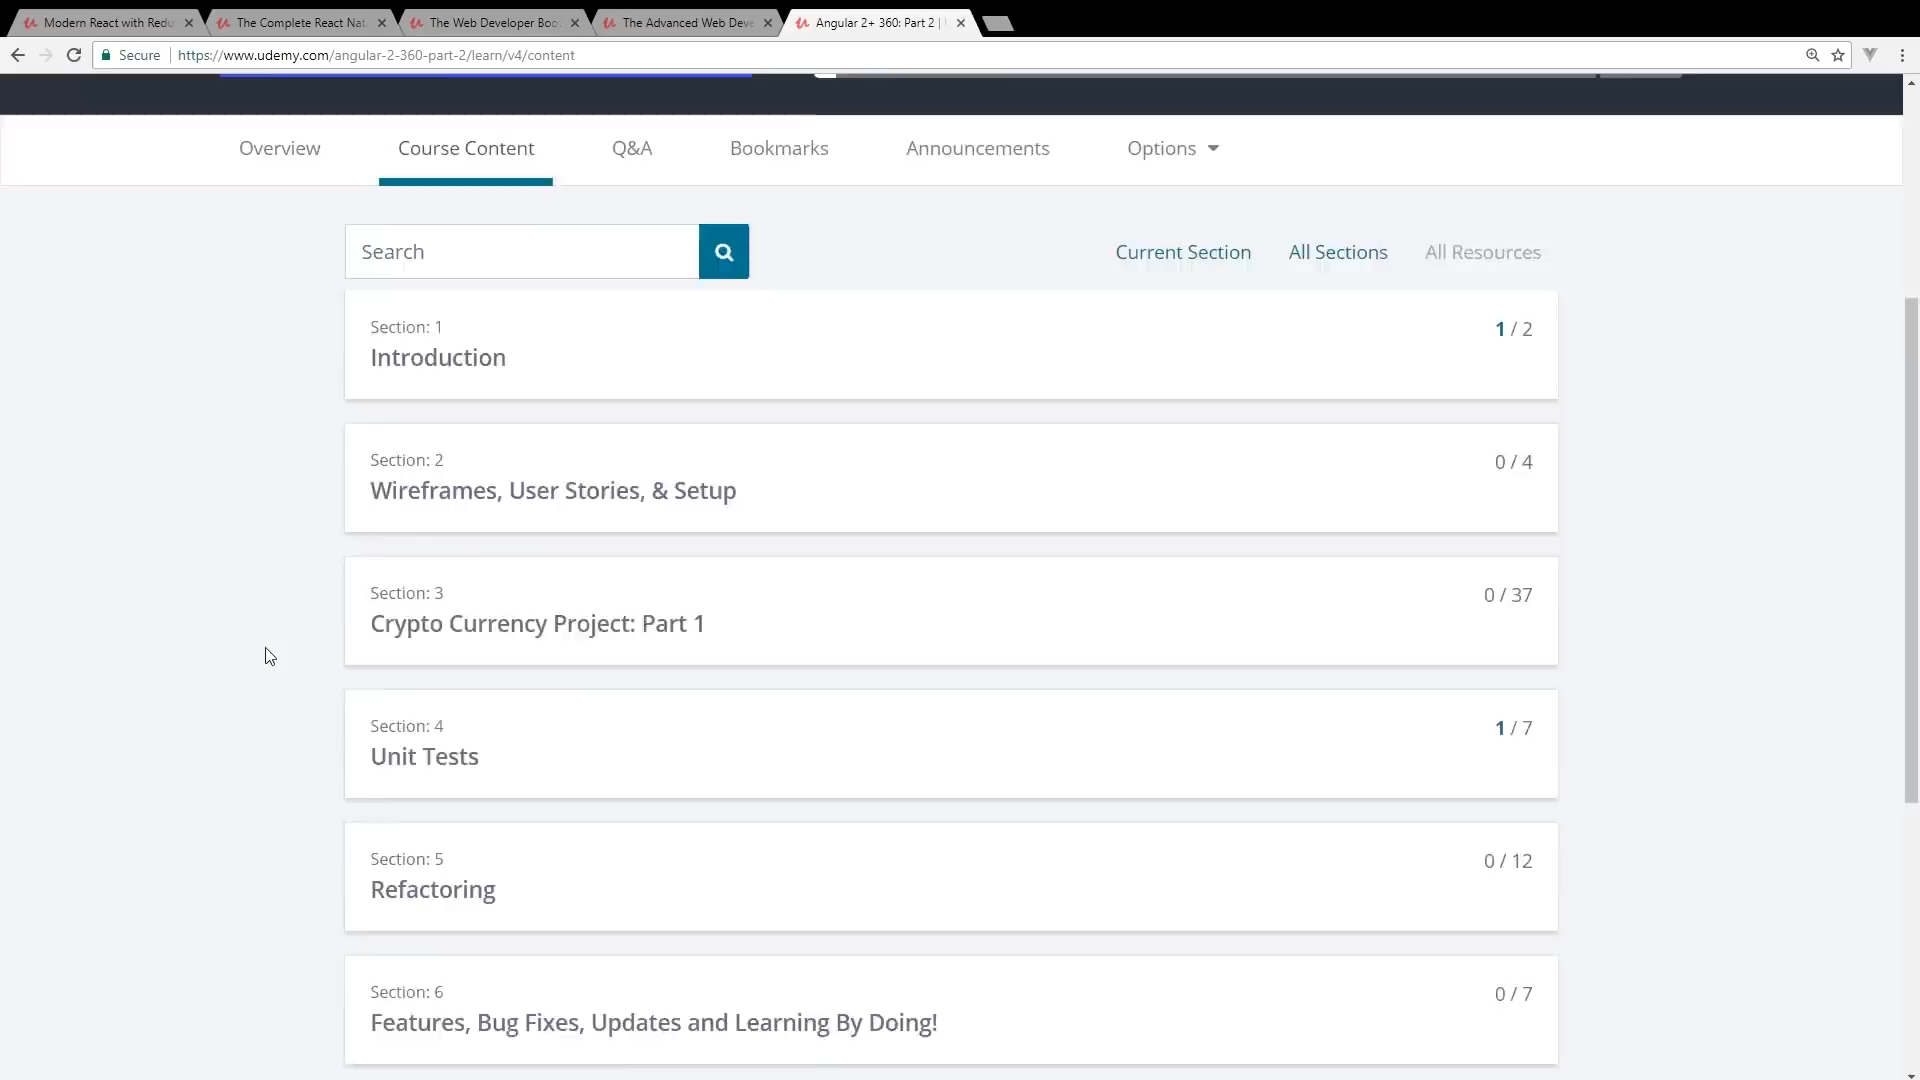 Modern React with Redu
The Complete React Nat
The Web Developer Boo
The Advanced Web Deve
Angular 2+ 360: Part 2 |
Secure
https://www.udemy.com/angular-2-360-part-2/learn/v4/content
Overview
Course Content
Q&A
Bookmarks
Announcements
Options
Search
Current Section
All Sections
All Resources
Section: 1
1 / 2
Introduction
Section: 2
0 / 4
Wireframes, User Stories, & Setup
Section: 3
0 / 37
Crypto Currency Project: Part 1
Section: 4
1 / 7
Unit Tests
Section: 5
0 / 12
Refactoring
Section: 6
0 / 7
Features, Bug Fixes, Updates and Learning By Doing!